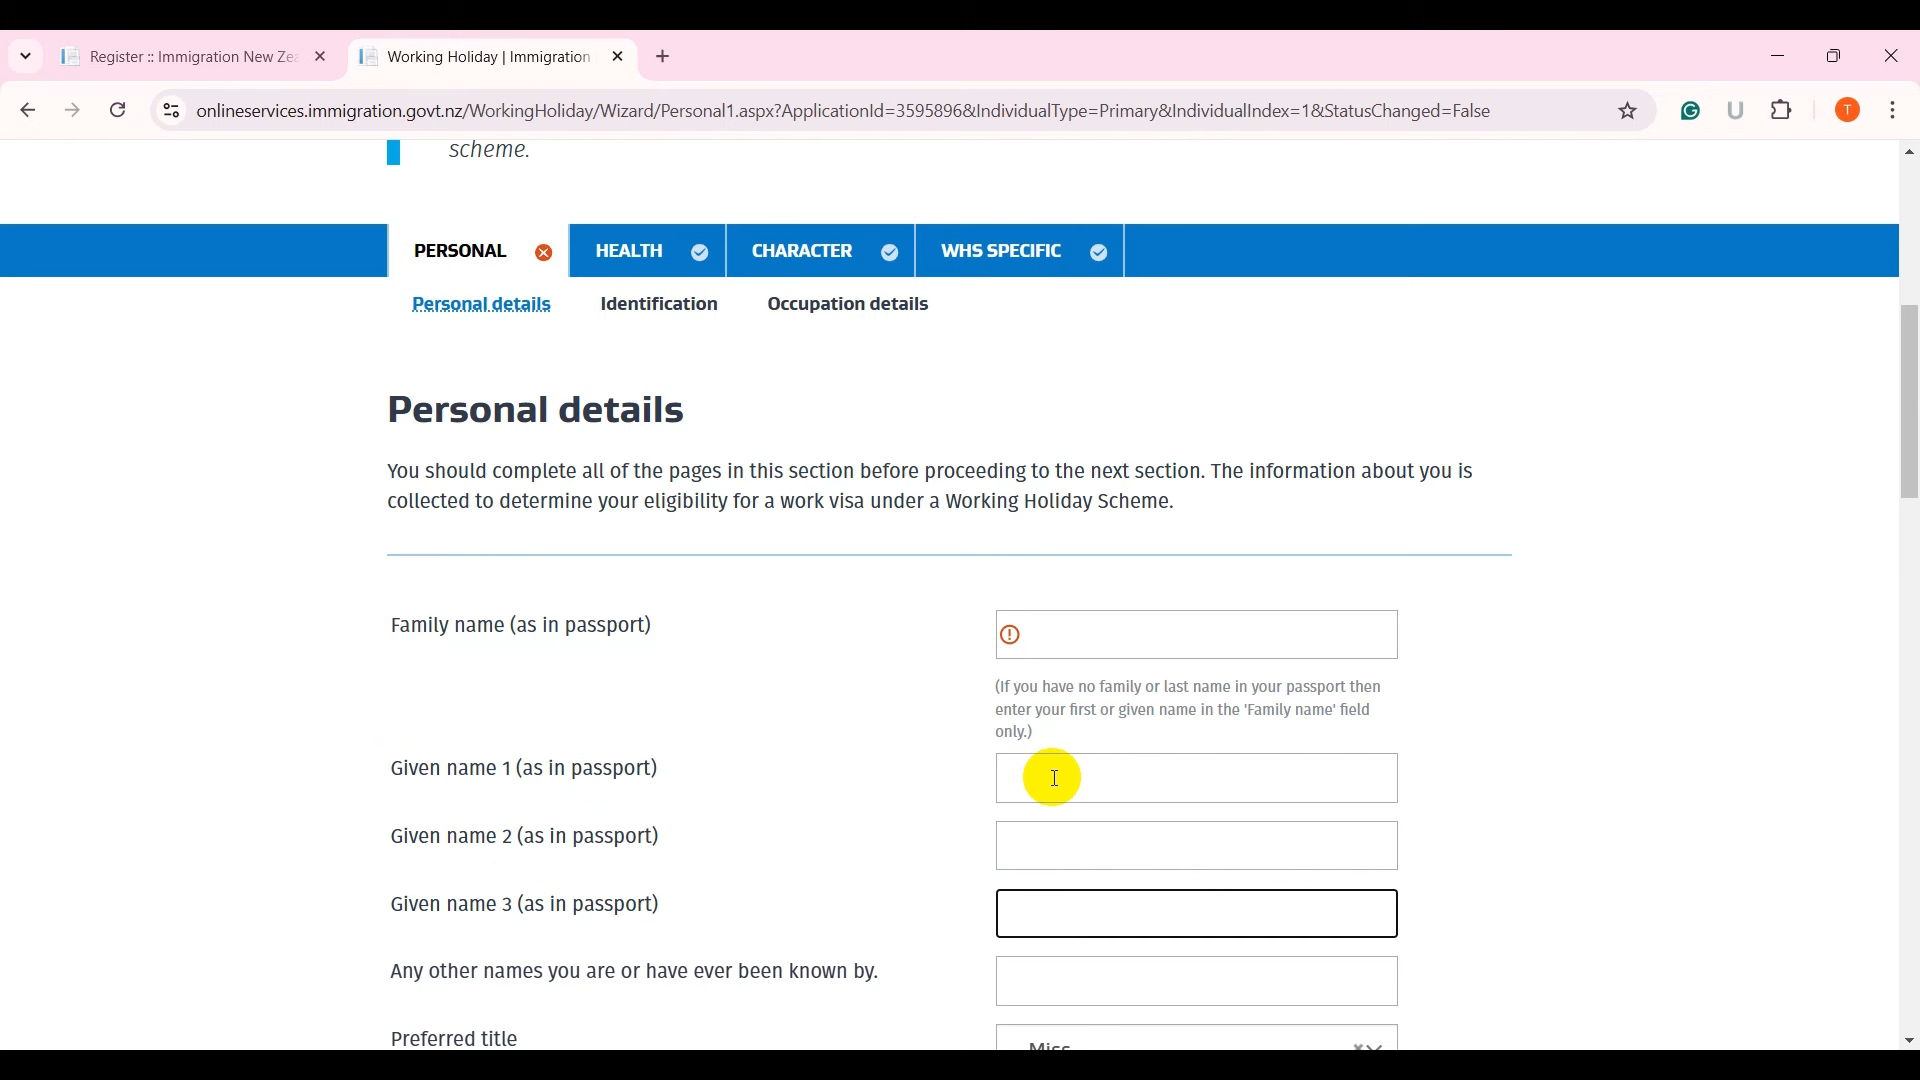 Register :: Immigration New Zea
Working Holiday | Immigration
onlineservices.immigration.govt.nz/WorkingHoliday/Wizard/Personal1.aspx?ApplicationId=3595896&IndividualType=Primary&IndividualIndex=1&StatusChanged=False
T
scheme.
PERSONAL
HEALTH
CHARACTER
WHS SPECIFIC
Personal details
Identification
Occupation details
Personal details
You should complete all of the pages in this section before proceeding to the next section. The information about you is
collected to determine your eligibility for a work visa under a Working Holiday Scheme.
Family name (as in passport)
(If you have no family or last name in your passport then
enter your first or given name in the 'Family name' field
only.)
Given name 1 (as in passport)
Given name 2 (as in passport)
Given name 3 (as in passport)
Any other names you are or have ever been known by.
Preferred title
Miss